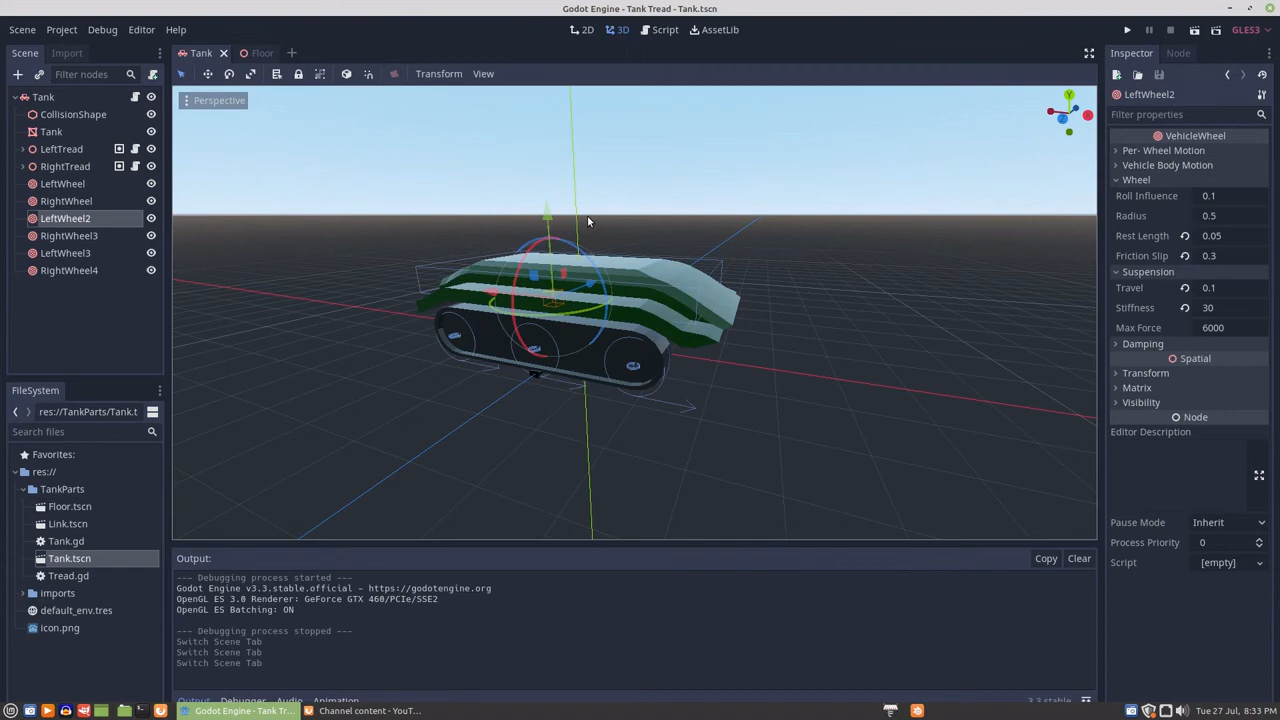 Godot Engine - Tank Tread - Tank.tscn
Scene Project Debug Editor Help
2D 3D Script AssetLib
GLES3
Scene Import
Filter nodes
Tank
CollisionShape
Tank
LeftTread
RightTread
LeftWheel
RightWheel
LeftWheel2
RightWheel3
LeftWheel3
RightWheel4
FileSystem
res://TankParts/Tank.t
Search files
Favorites:
res://
TankParts
Floor.tscn
Link.tscn
Tank.gd
Tank.tscn
Tread.gd
imports
default_env.tres
icon.png
Tank Floor
Transform View
Perspective
Y
X
Z
Output:
Copy Clear
--- Debugging process started ---
Godot Engine v3.3.stable.official - https://godotengine.org
OpenGL ES 3.0 Renderer: GeForce GTX 460/PCIe/SSE2
OpenGL ES Batching: ON
--- Debugging process stopped ---
Switch Scene Tab
Switch Scene Tab
Switch Scene Tab
Output Debugger Audio Animation
3.3.stable
Inspector Node
LeftWheel2
Filter properties
VehicleWheel
Per- Wheel Motion
Vehicle Body Motion
Wheel
Roll Influence 0.1
Radius 0.5
Rest Length 0.05
Friction Slip 0.3
Suspension
Travel 0.1
Stiffness 30
Max Force 6000
Damping
Spatial
Transform
Matrix
Visibility
Node
Editor Description
Pause Mode Inherit
Process Priority 0
Script [empty]
Godot Engine - Tank Tr...
Channel content - YouT...
Tue 27 Jul, 8:33 PM